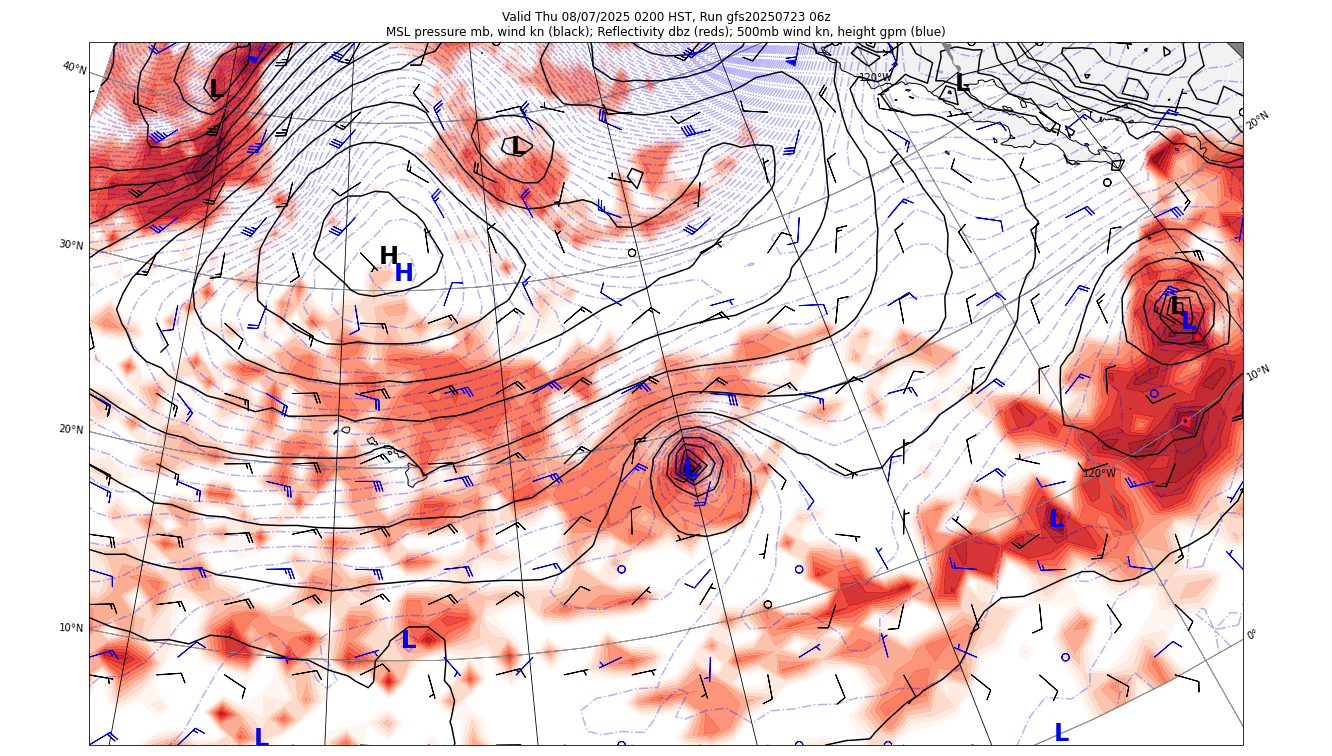 Valid Thu 08/07/2025 0200 HST, Run gfs20250723 06z
MSL pressure mb, wind kn (black); Reflectivity dbz (reds); 500mb wind kn, height gpm (blue)
40°N
120°W
L
L
20°N
L
30°N
H
H
L
L
10°N
20°N
L
120°W
L
10°N
L
0°
L
L